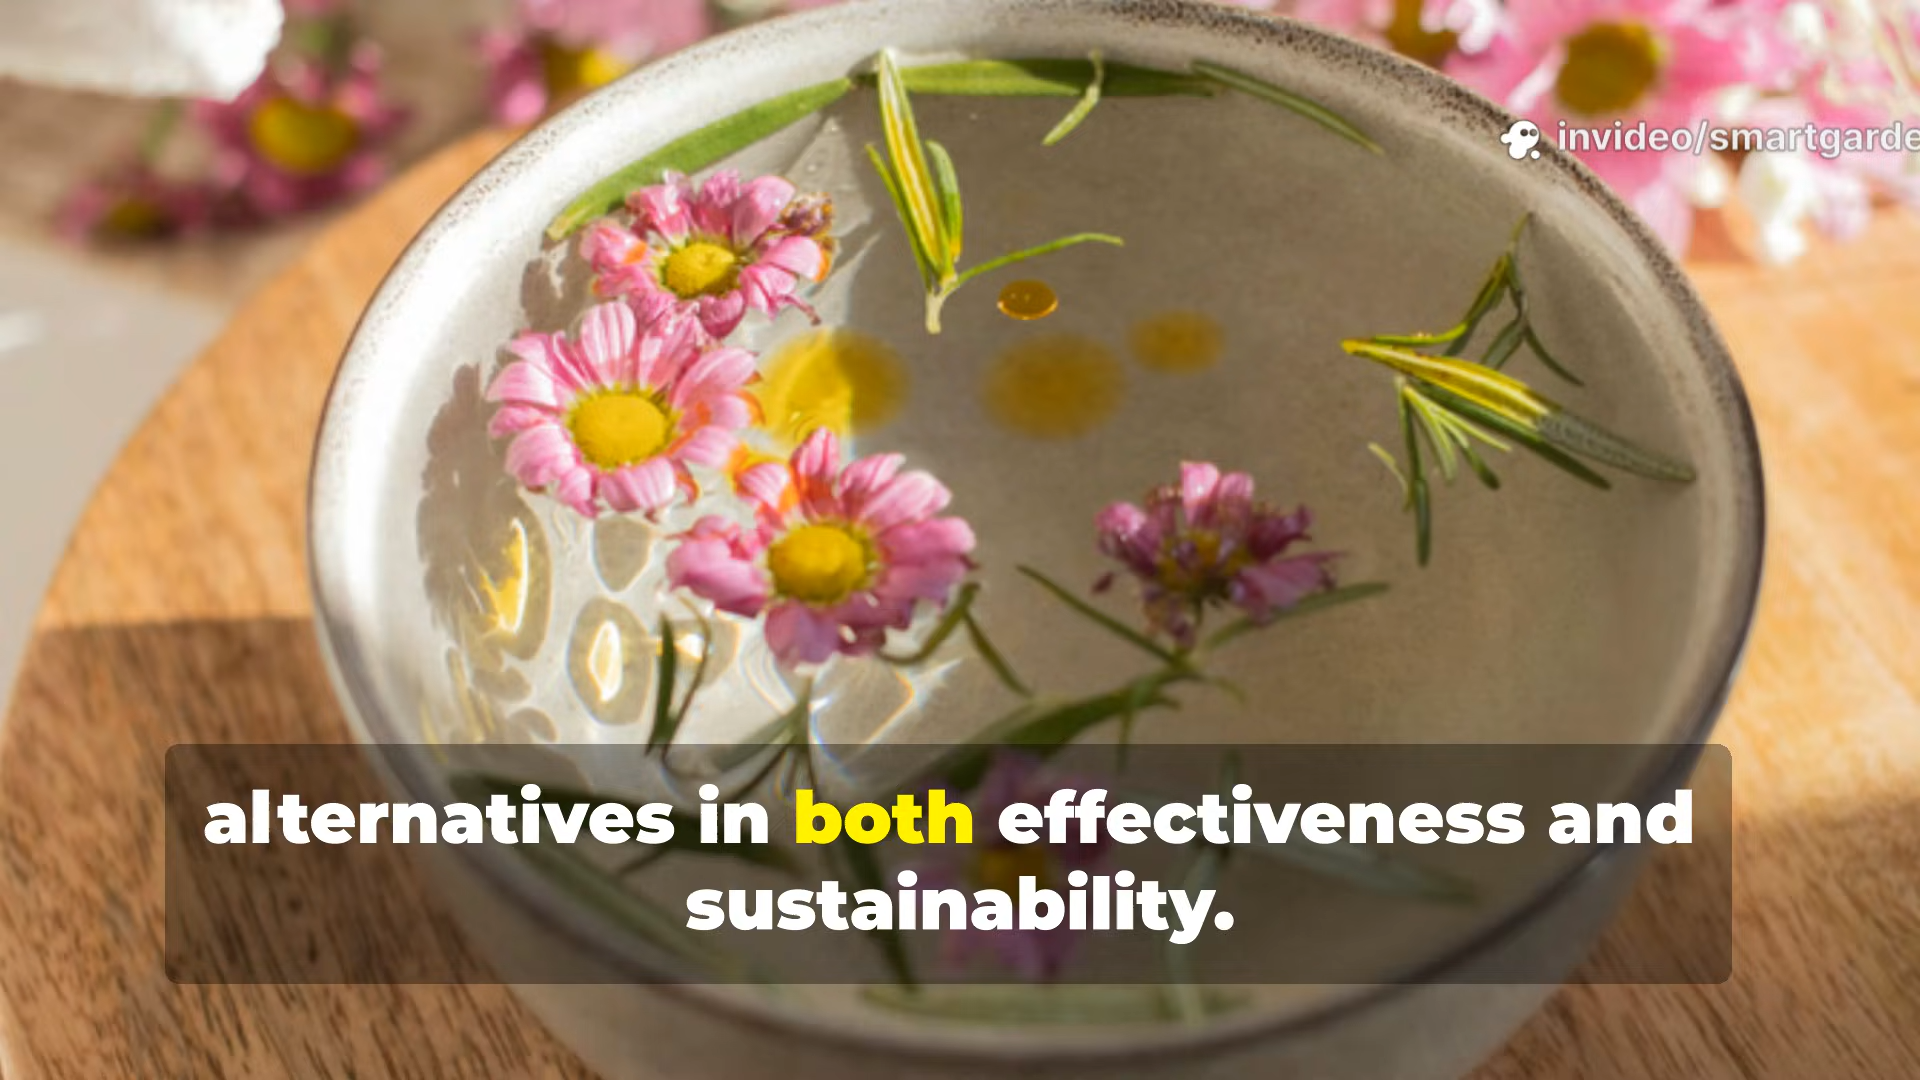 invideo/smartgarde
alternatives in both effectiveness and
sustainability.